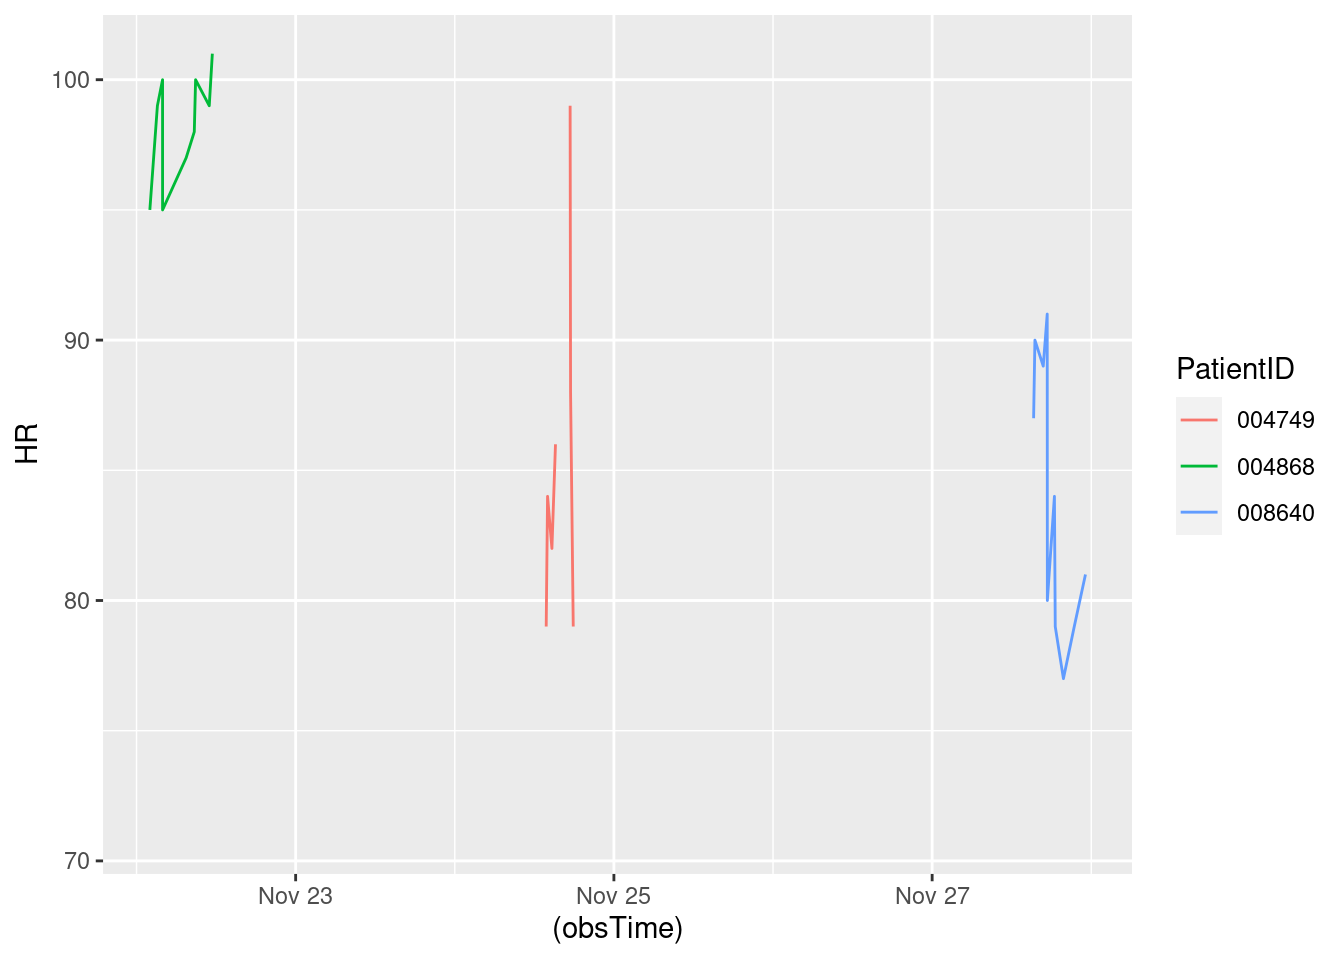 100
90
80
70
HR
Nov 23
Nov 25
Nov 27
(obsTime)
PatientID
004749
004868
008640